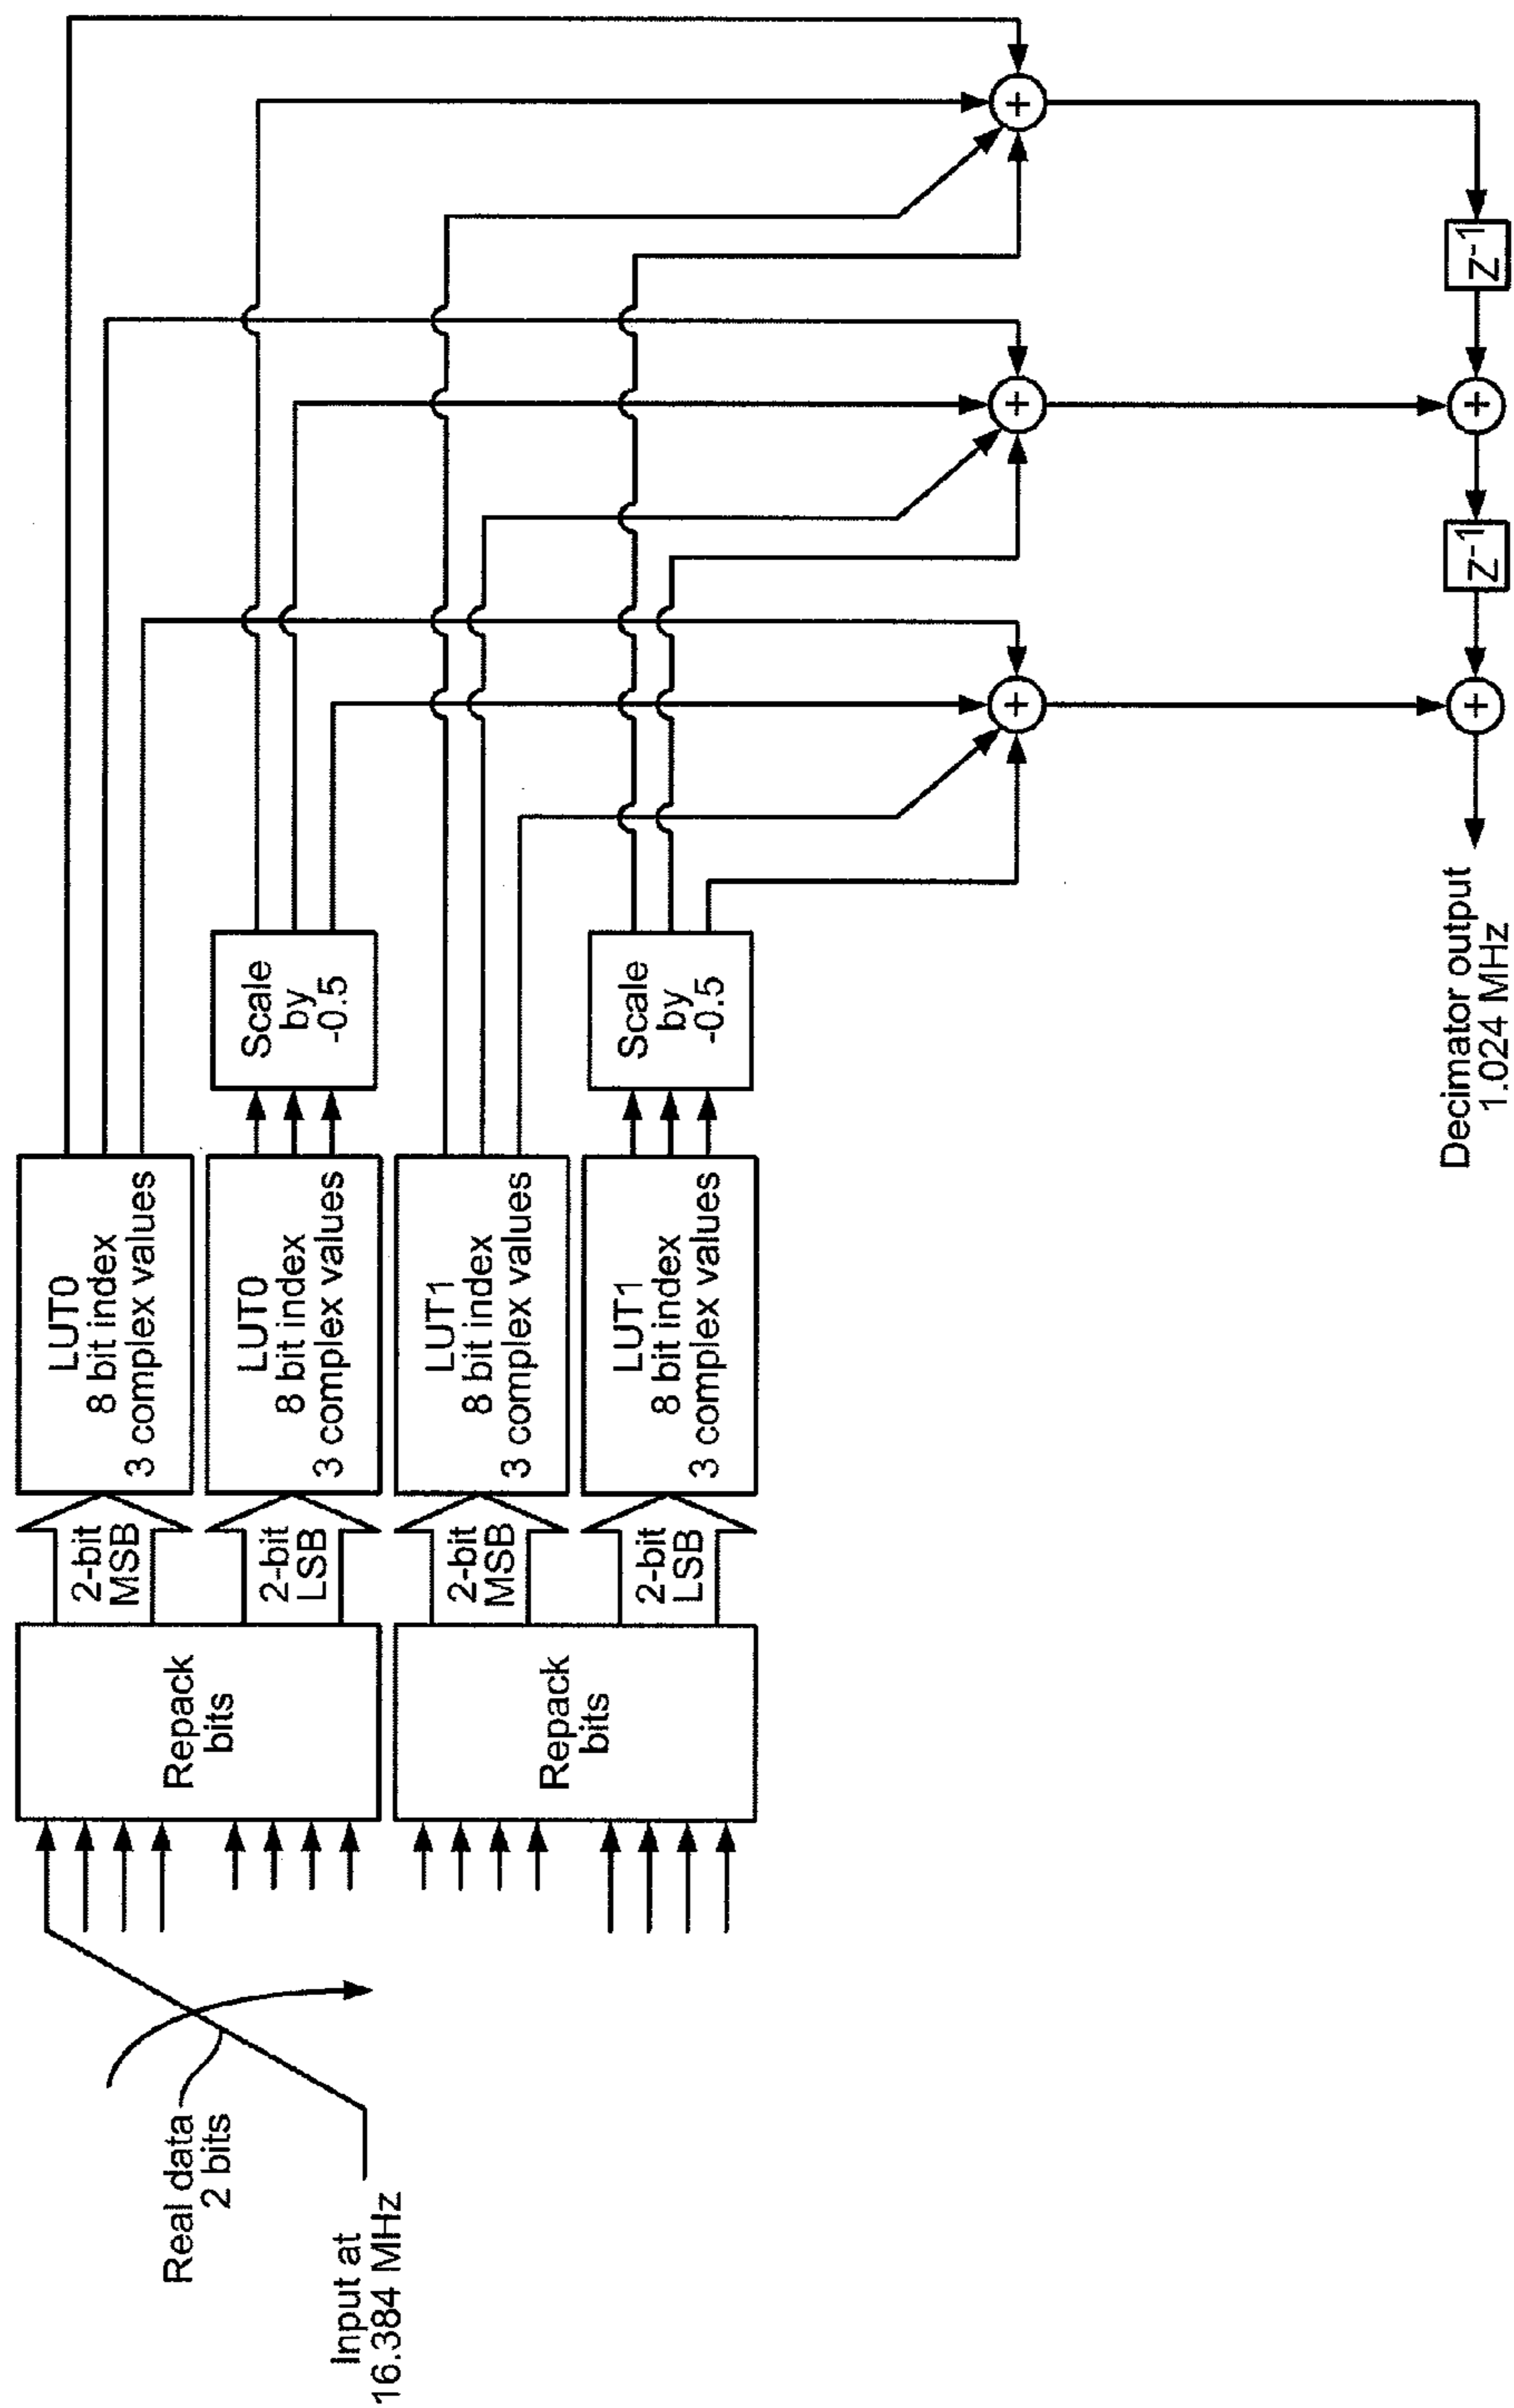 Input at
16.384 MHz
Real data
2 bits
Repack
bits
Repack
bits
2-bit
MSB
2-bit
LSB
2-bit
MSB
2-bit
LSB
LUT0
8 bit index
3 complex values
LUT0
8 bit index
3 complex values
LUT1
8 bit index
3 complex values
LUT1
8 bit index
3 complex values
Scale
by
-0.5
Scale
by
-0.5
+
+
+
Decimator output
1.024 MHz
+
Z-1
+
Z-1